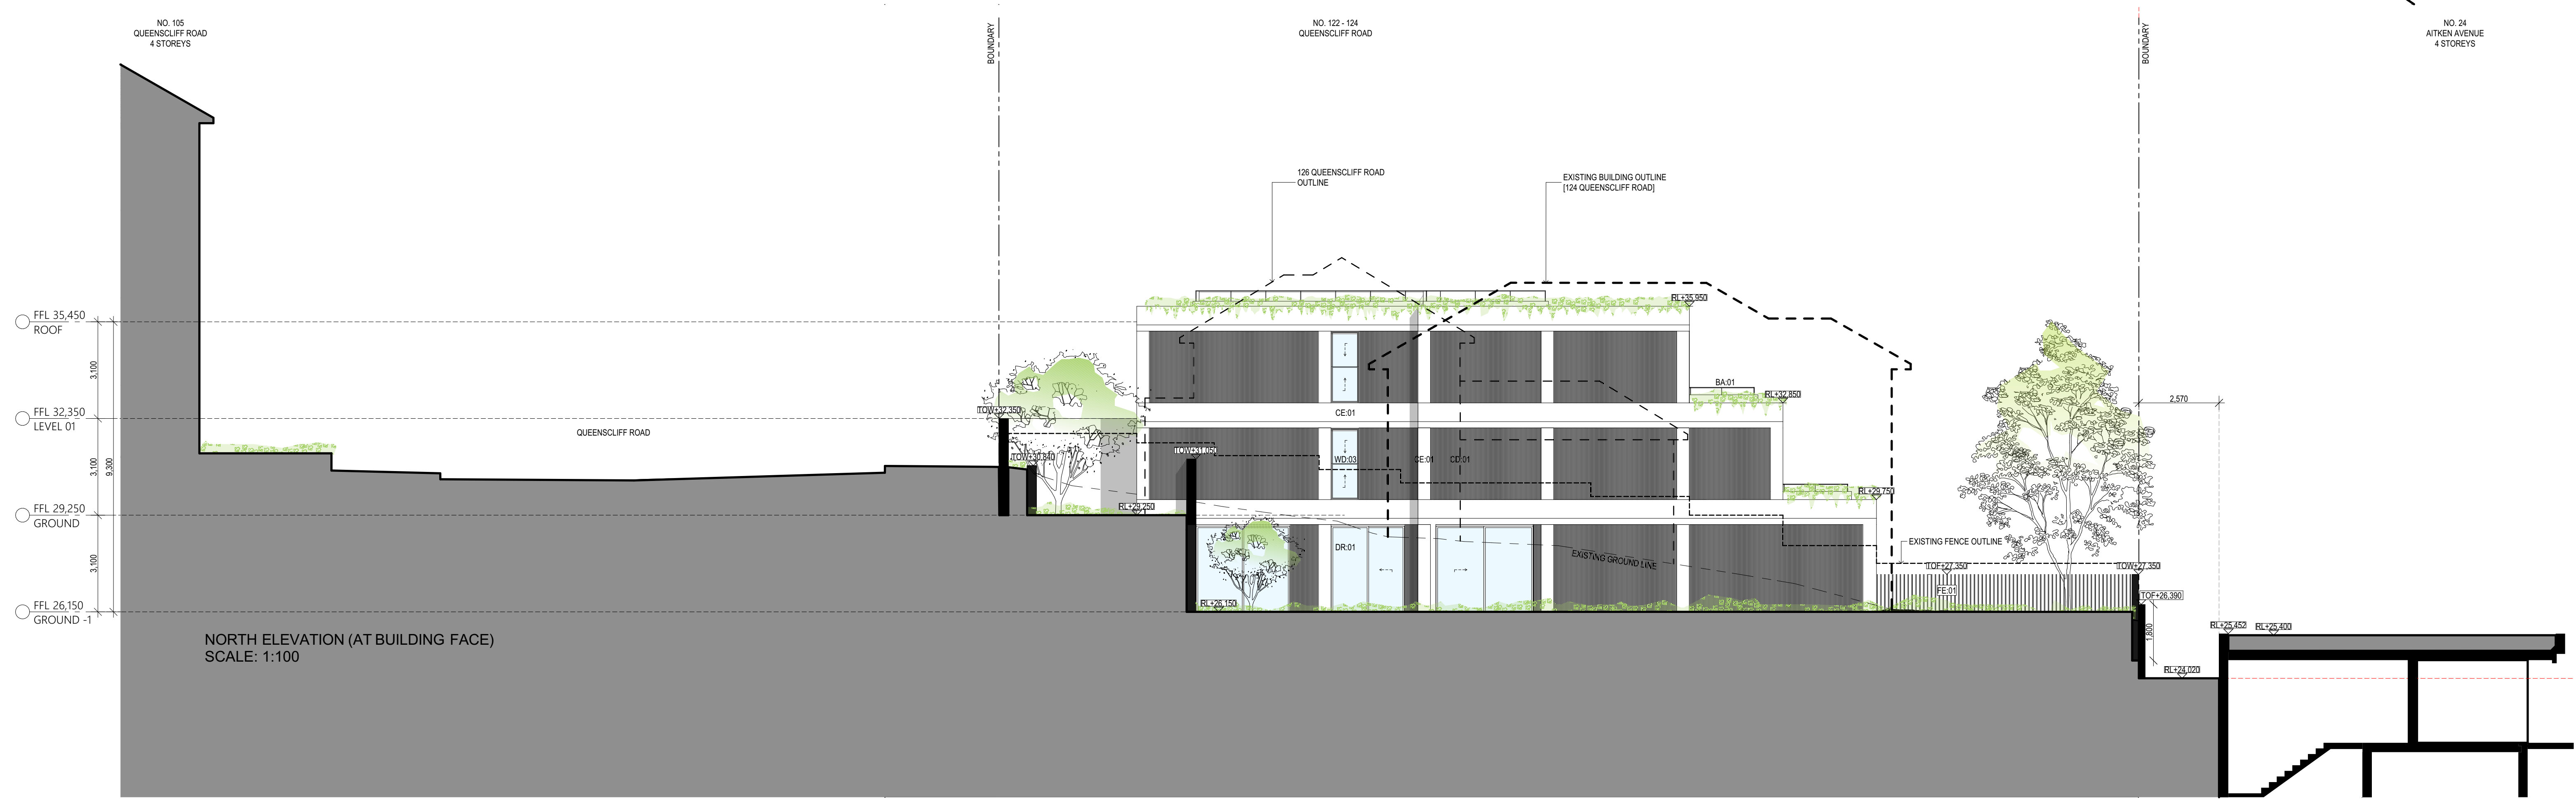 NO. 105
QUEENSCLIFF ROAD
4 STOREYS
BOUNDARY
NO. 122 - 124
QUEENSCLIFF ROAD
BOUNDARY
NO. 24
AITKEN AVENUE
4 STOREYS
126 QUEENSCLIFF ROAD
OUTLINE
EXISTING BUILDING OUTLINE
[124 QUEENSCLIFF ROAD]
RL+35,950
FFL 35,450
ROOF
3,100
BA:01
RL+32,850
2,570
FFL 32,350
LEVEL 01
TOW+32,350
CE:01
QUEENSCLIFF ROAD
TOW+31,050
TOW+30,840
WD:03
CE:01
CD:01
3,100
9,300
RL+29,750
RL+29,250
FFL 29,250
GROUND
DR:01
EXISTING GROUND LINE
EXISTING FENCE OUTLINE
3,100
TOF+27,350
TOW+27,350
FE:01
TOF+26,390
RL+26,150
FFL 26,150
GROUND -1
1,800
RL+25,452
RL+25,400
RL+24,020
NORTH ELEVATION (AT BUILDING FACE)
SCALE: 1:100